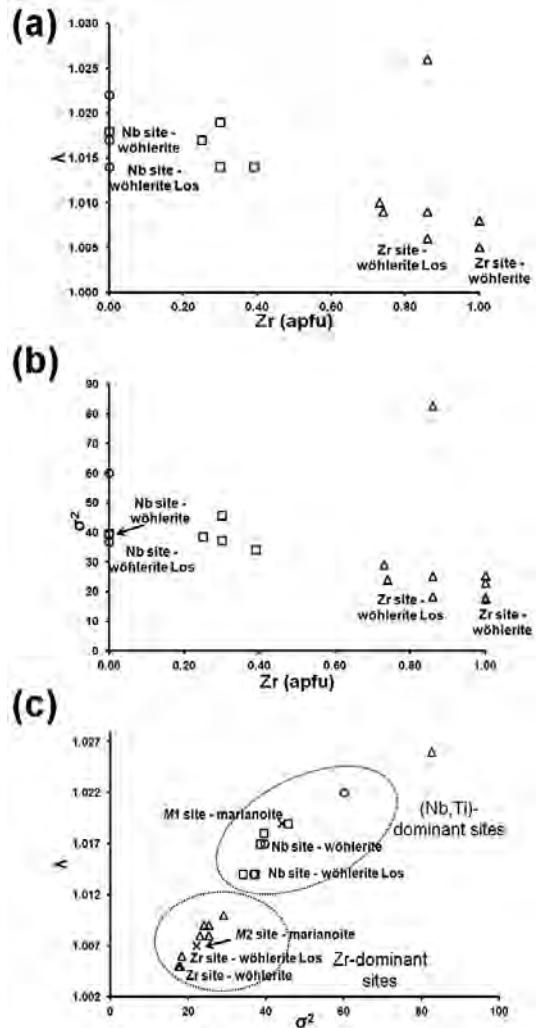 (a)
1.030
1.025
1.020
1.015
1.010
1.005
1.000
λ
Nb site -
wöhlerite
Nb site -
wöhlerite Los
Zr site -
wöhlerite Los
Zr site -
wöhlerite
0.00 0.20 0.40 0.60 0.80 1.00
Zr (apfu)
(b)
90
80
70
60
50
40
30
20
10
0
σ²
Nb site -
wöhlerite
Nb site -
wöhlerite Los
Zr site -
wöhlerite Los
Zr site -
wöhlerite
0.00 0.20 0.40 0.60 0.80 1.00
Zr (apfu)
(c)
1.027
1.022
1.017
1.012
1.007
1.002
λ
M1 site - marianoite
(Nb,Ti)-
dominant sites
Nb site - wöhlerite
Nb site - wöhlerite Los
M2 site - marianoite
Zr site - wöhlerite Los
Zr site - wöhlerite
Zr-dominant
sites
0 20 40 60 80 100
σ²